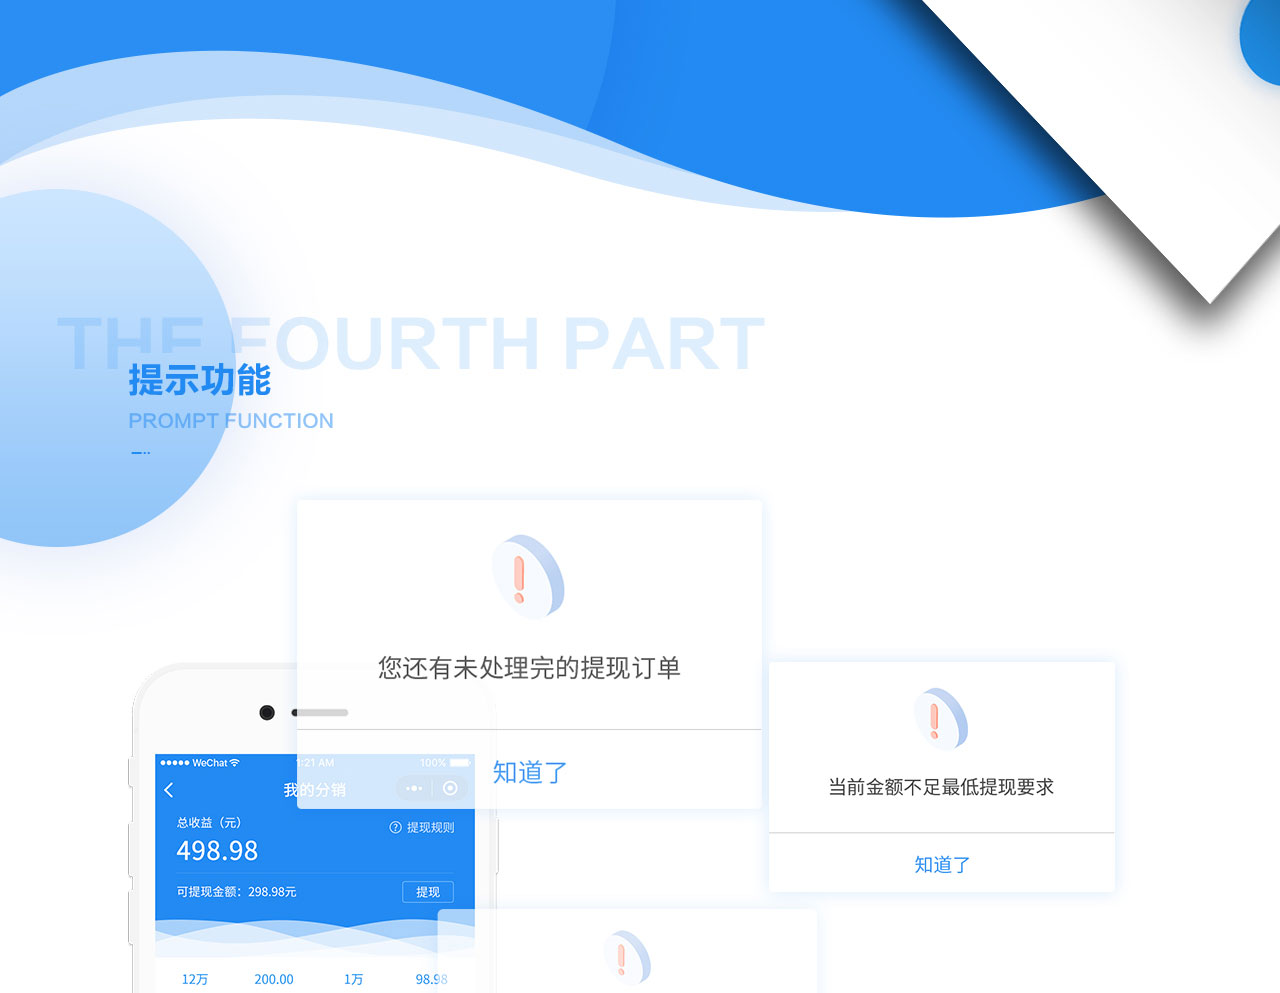 THE FOURTH PART
提示功能
PROMPT FUNCTION
您还有未处理完的提现订单
知道了
当前金额不足最低提现要求
知道了
WeChat
1:21 AM
100%
我的分销
总收益（元）
? 提现规则
498.98
可提现金额：298.98元
提现
12万
200.00
1万
98.98